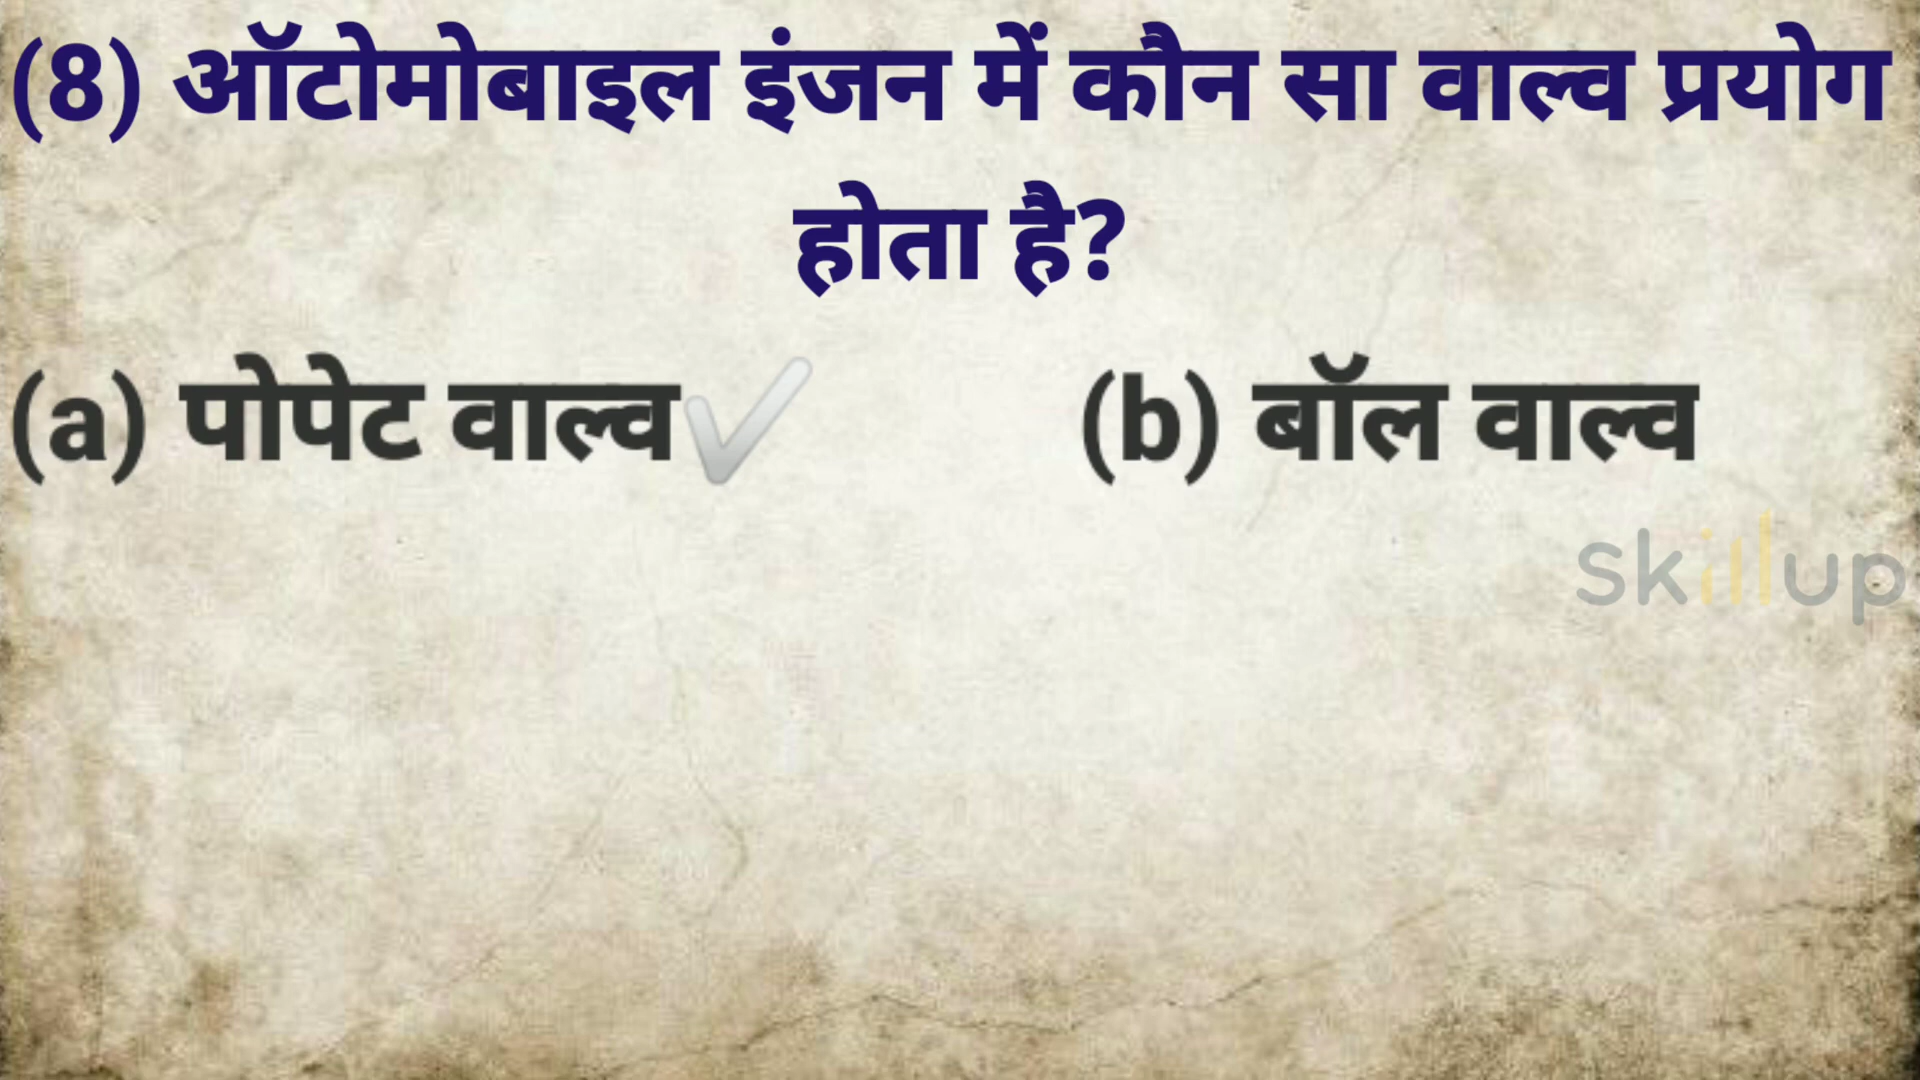 (8) ऑटोमोबाइल इंजन में कौन सा वाल्व प्रयोग
होता है?
(a) पोपेट वाल्व✔ (b) बॉल वाल्व
skillup